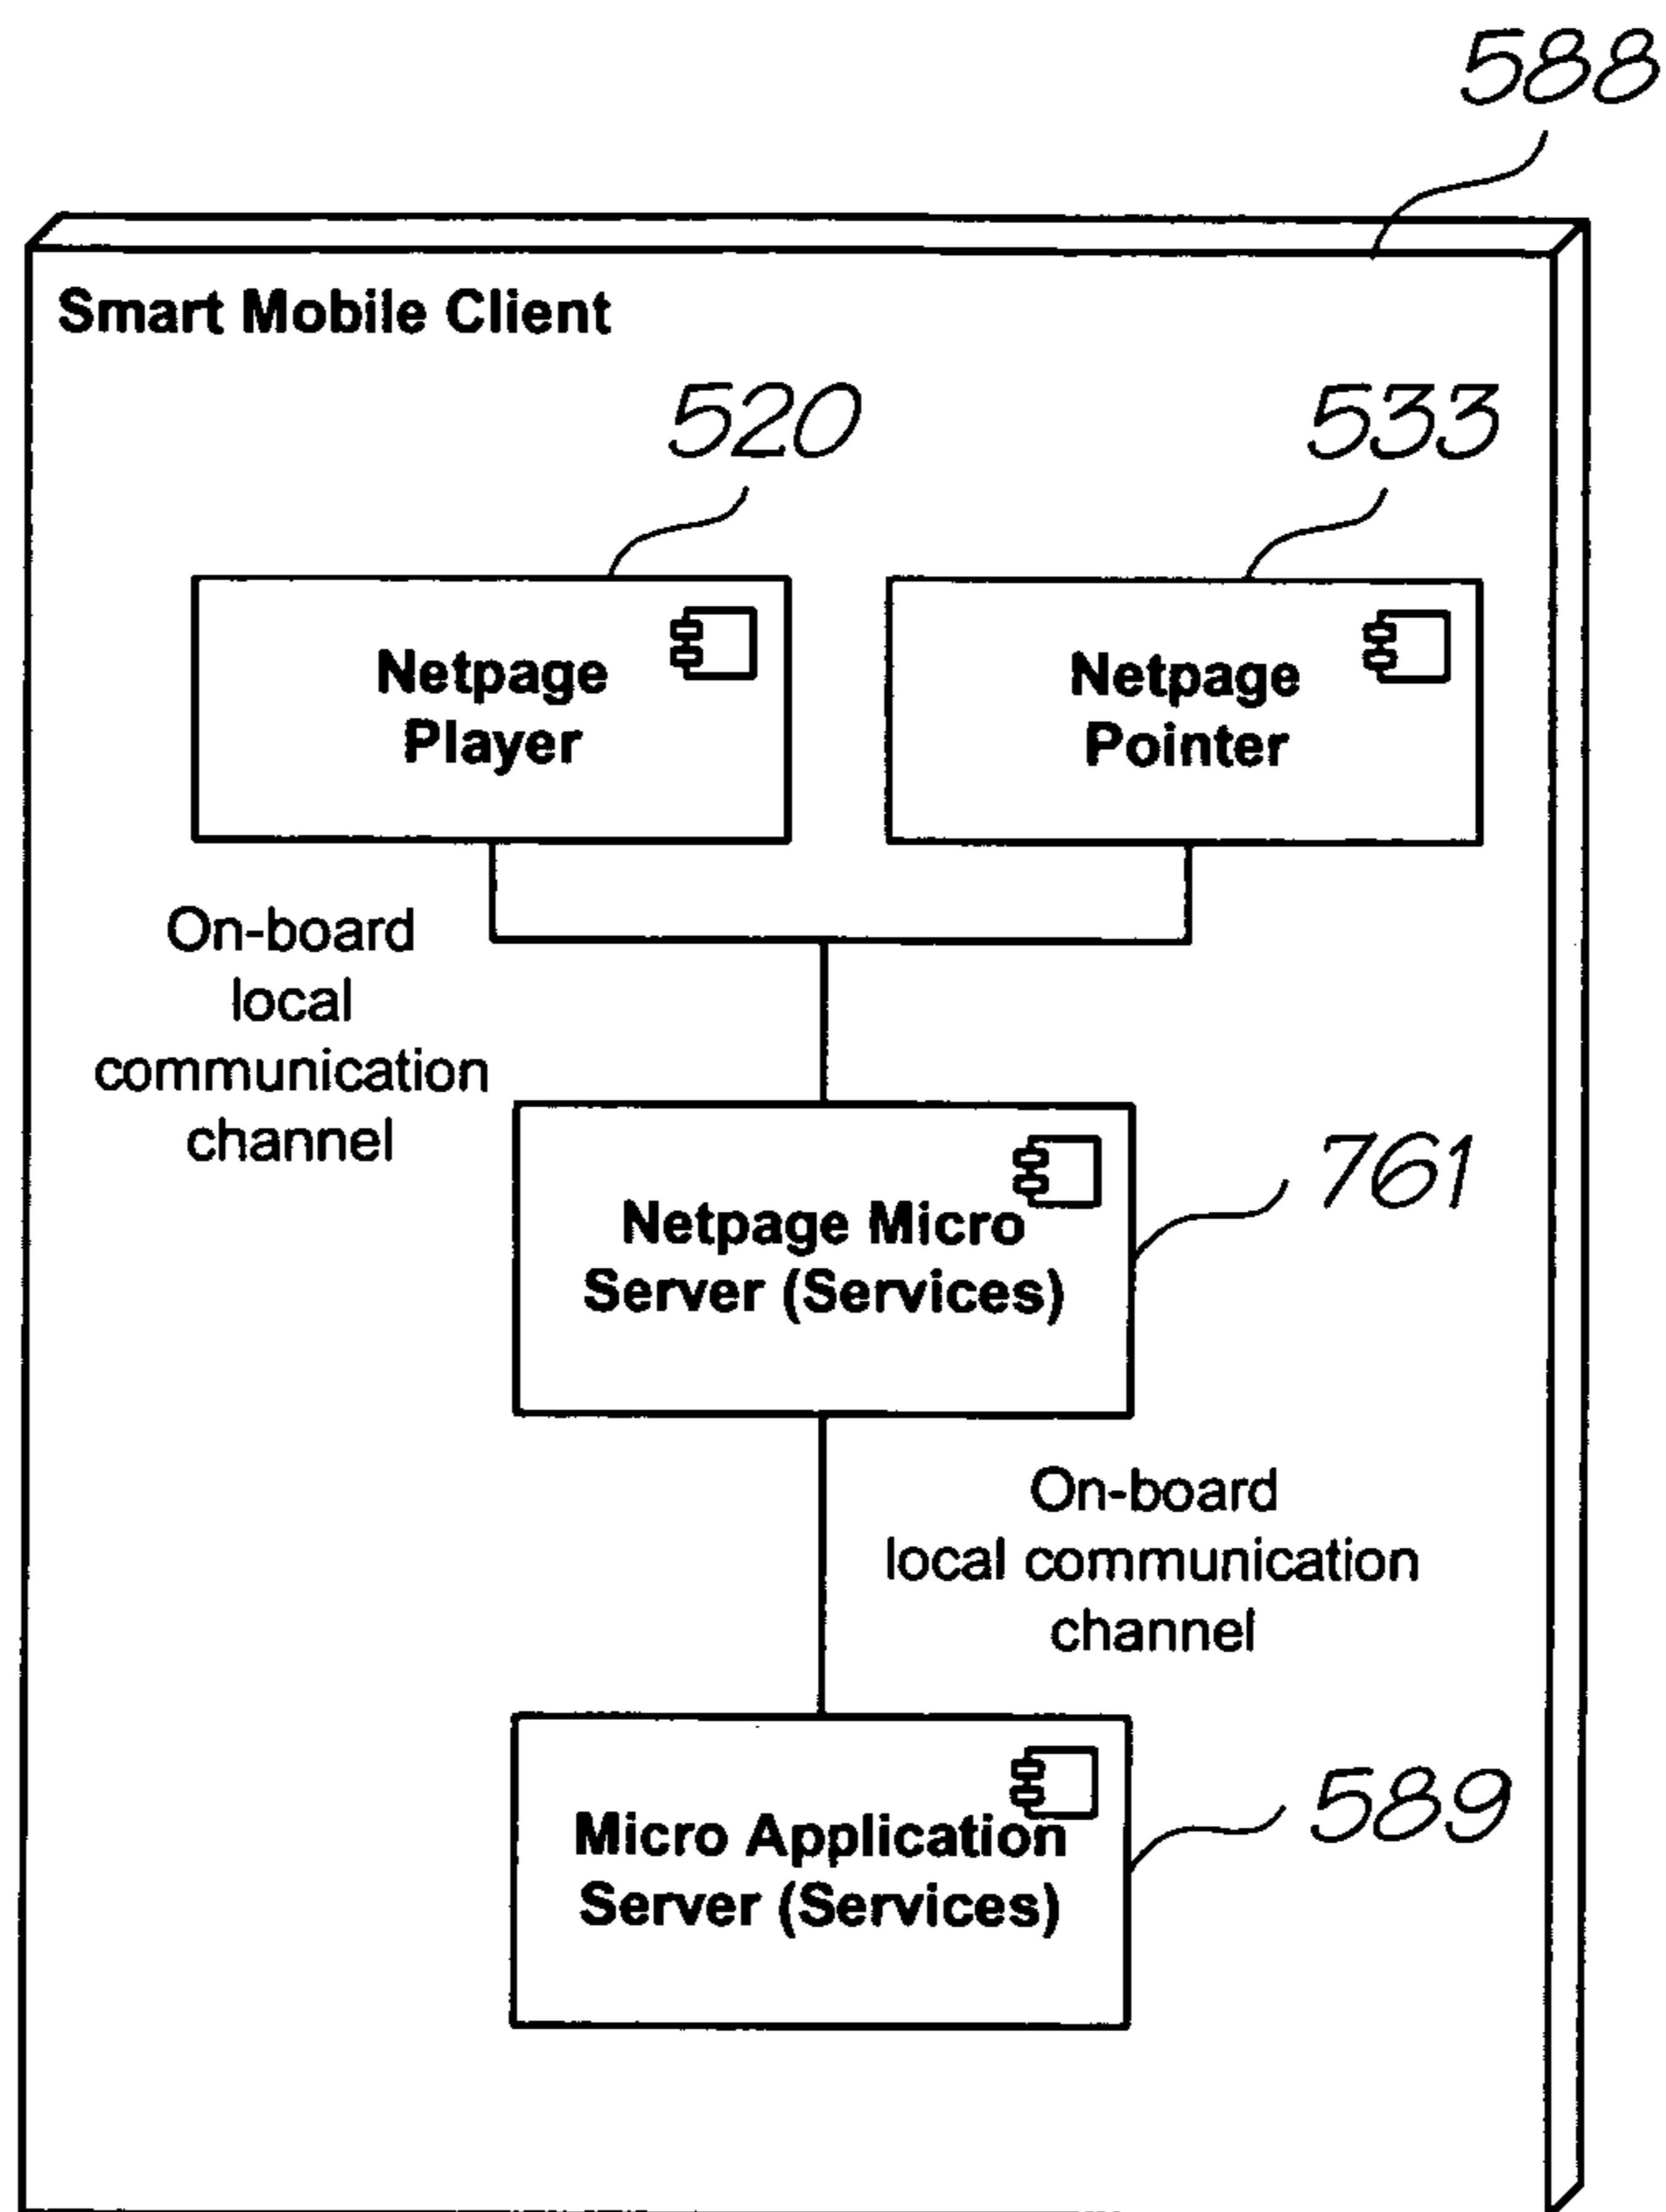 588
Smart Mobile Client
520
533
Netpage
Player
Netpage
Pointer
On-board
local
communication
channel
Netpage Micro
Server (Services)
761
On-board
local communication
channel
Micro Application
Server (Services)
589